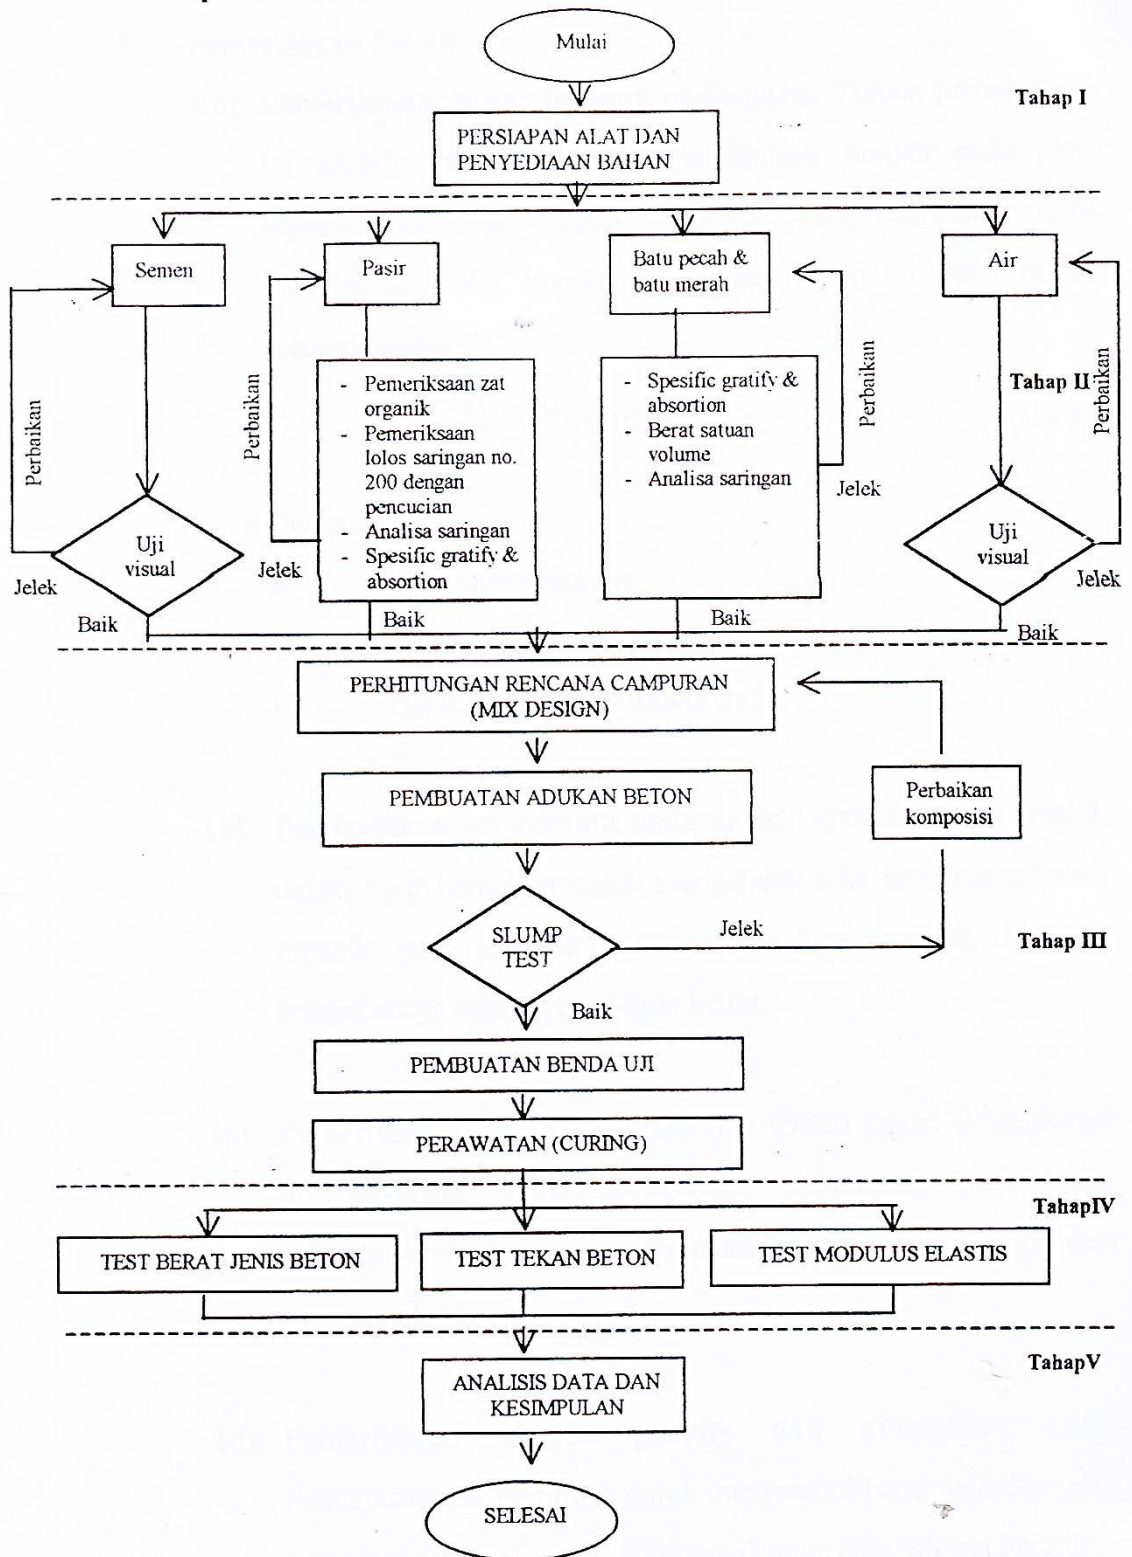 Mulai
Tahap I
PERSIAPAN ALAT DAN
PENYEDIAAN BAHAN
Semen
Pasir
Batu pecah &
batu merah
Air
Perbaikan
Perbaikan
Perbaikan
Perbaikan
Tahap II
- Pemeriksaan zat
organik
- Pemeriksaan
lolos saringan no.
200 dengan
pencucian
- Analisa saringan
- Spesific gratify &
absortion
- Spesific gratify &
absortion
- Berat satuan
volume
- Analisa saringan
Uji
visual
Uji
visual
Jelek
Jelek
Jelek
Jelek
Baik
Baik
Baik
Baik
PERHITUNGAN RENCANA CAMPURAN
(MIX DESIGN)
PEMBUATAN ADUKAN BETON
Perbaikan
komposisi
SLUMP
TEST
Jelek
Tahap III
Baik
PEMBUATAN BENDA UJI
PERAWATAN (CURING)
TahapIV
TEST BERAT JENIS BETON
TEST TEKAN BETON
TEST MODULUS ELASTIS
TahapV
ANALISIS DATA DAN
KESIMPULAN
SELESAI